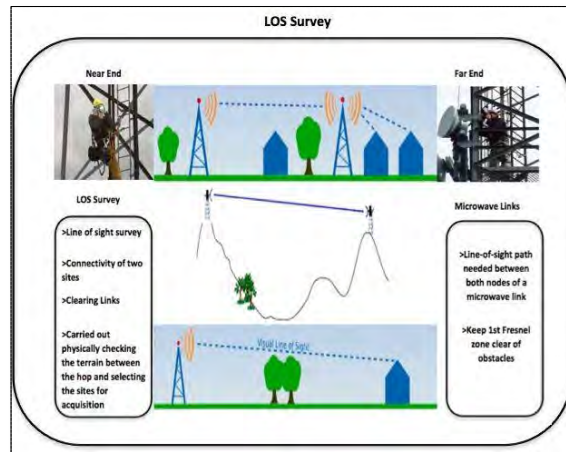 LOS Survey
Near End
Far End
LOS Survey
>Line of sight survey
>Connectivity of two
sites
>Clearing Links
>Carried out
physically checking
the terrain between
the hop and selecting
the sites for
acquisition
Microwave Links
>Line-of-sight path
needed between
both nodes of a
microwave link
>Keep 1st Fresnel
zone clear of
obstacles
Visual Line of Sight